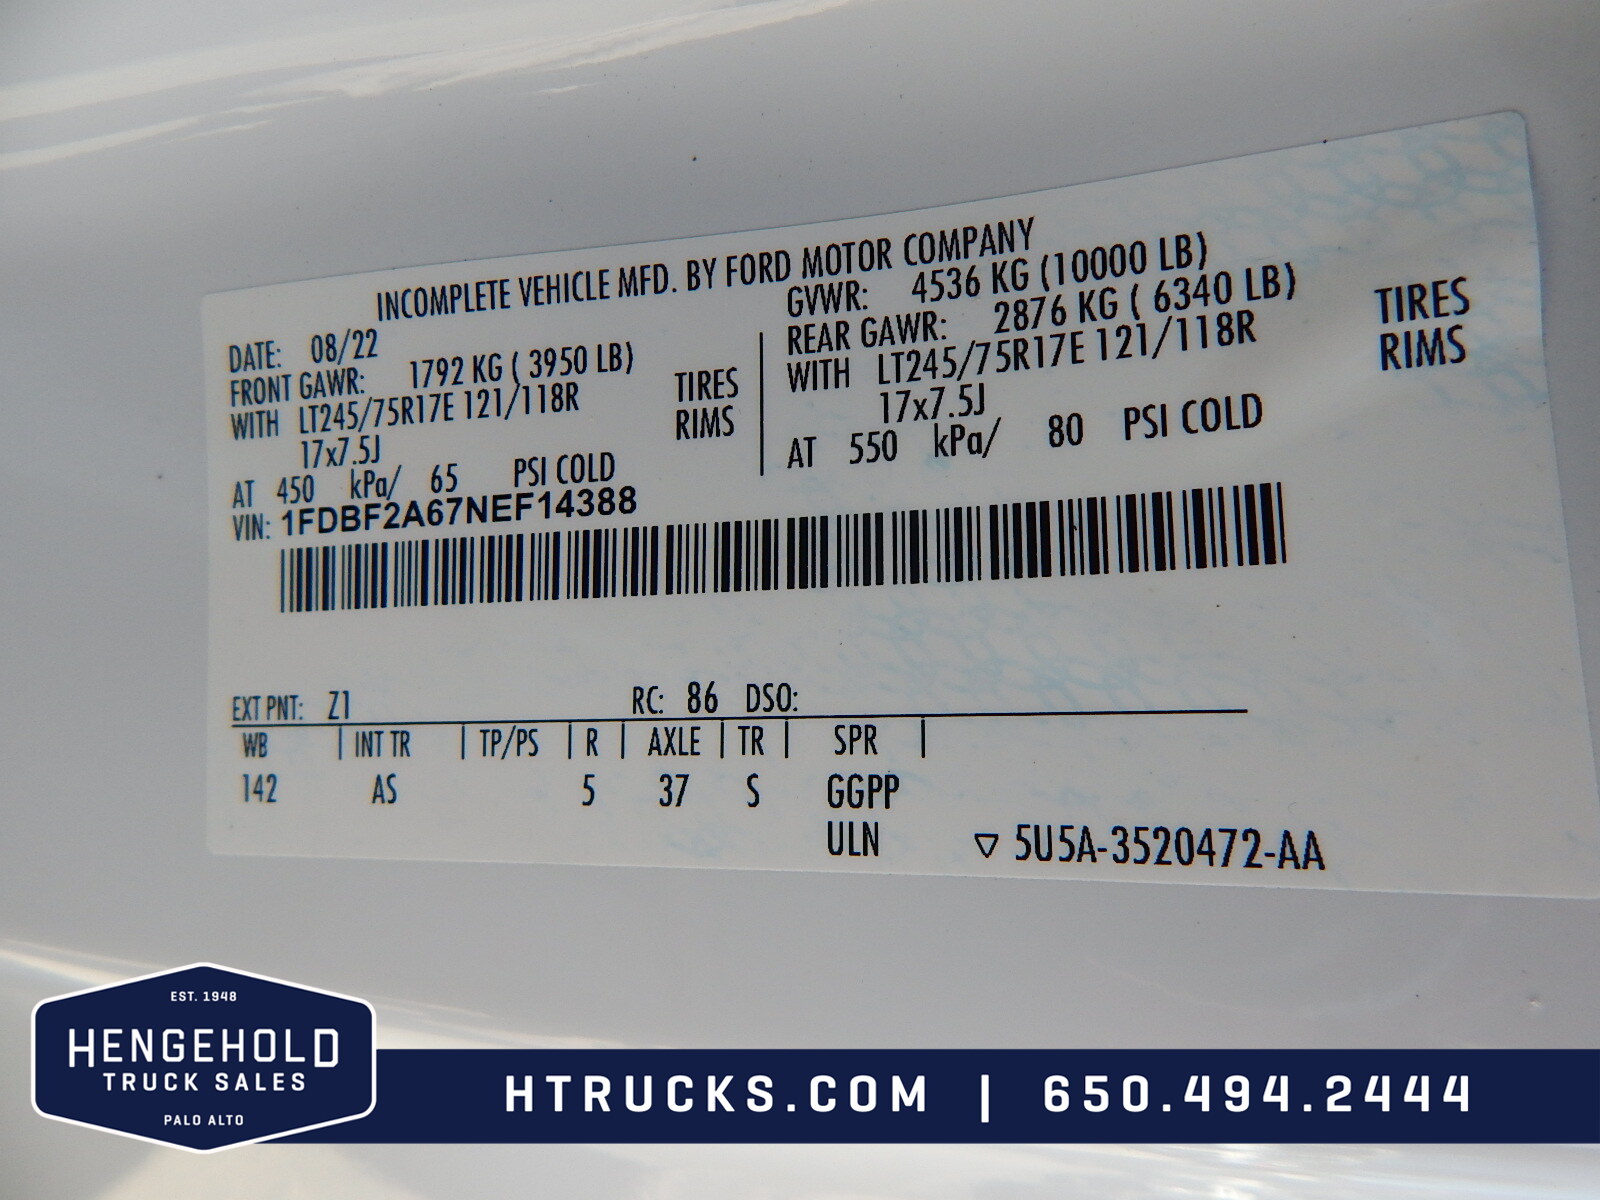 INCOMPLETE VEHICLE MFD. BY FORD MOTOR COMPANY
DATE: 08/22
FRONT GAWR: 1792 KG ( 3950 LB)
WITH LT245/75R17E 121/118R TIRES
17x7.5J RIMS
AT 450 kPa/ 65 PSI COLD
GVWR: 4536 KG (10000 LB)
REAR GAWR: 2876 KG ( 6340 LB)
WITH LT245/75R17E 121/118R TIRES
17x7.5J RIMS
AT 550 kPa/ 80 PSI COLD
VIN: 1FDBF2A67NEF14388
EXT PNT: Z1 RC: 86 DSO:
WB | INT TR | TP/PS | R | AXLE | TR | SPR |
142 AS 5 37 S GGPP
ULN ▽ 5U5A-3520472-AA
EST. 1948
HENGEHOLD
TRUCK SALES
PALO ALTO
HTRUCKS.COM | 650.494.2444